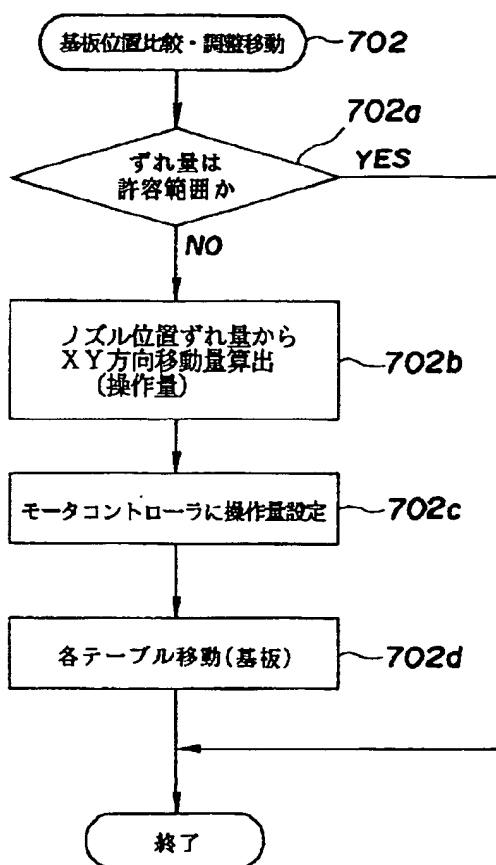 基板位置比較・調整移動
702
702a
ずれ量は
許容範囲か
YES
NO
ノズル位置ずれ量から
XY方向移動量算出
(操作量)
702b
モータコントローラに操作量設定
702c
各テーブル移動(基板)
702d
終了